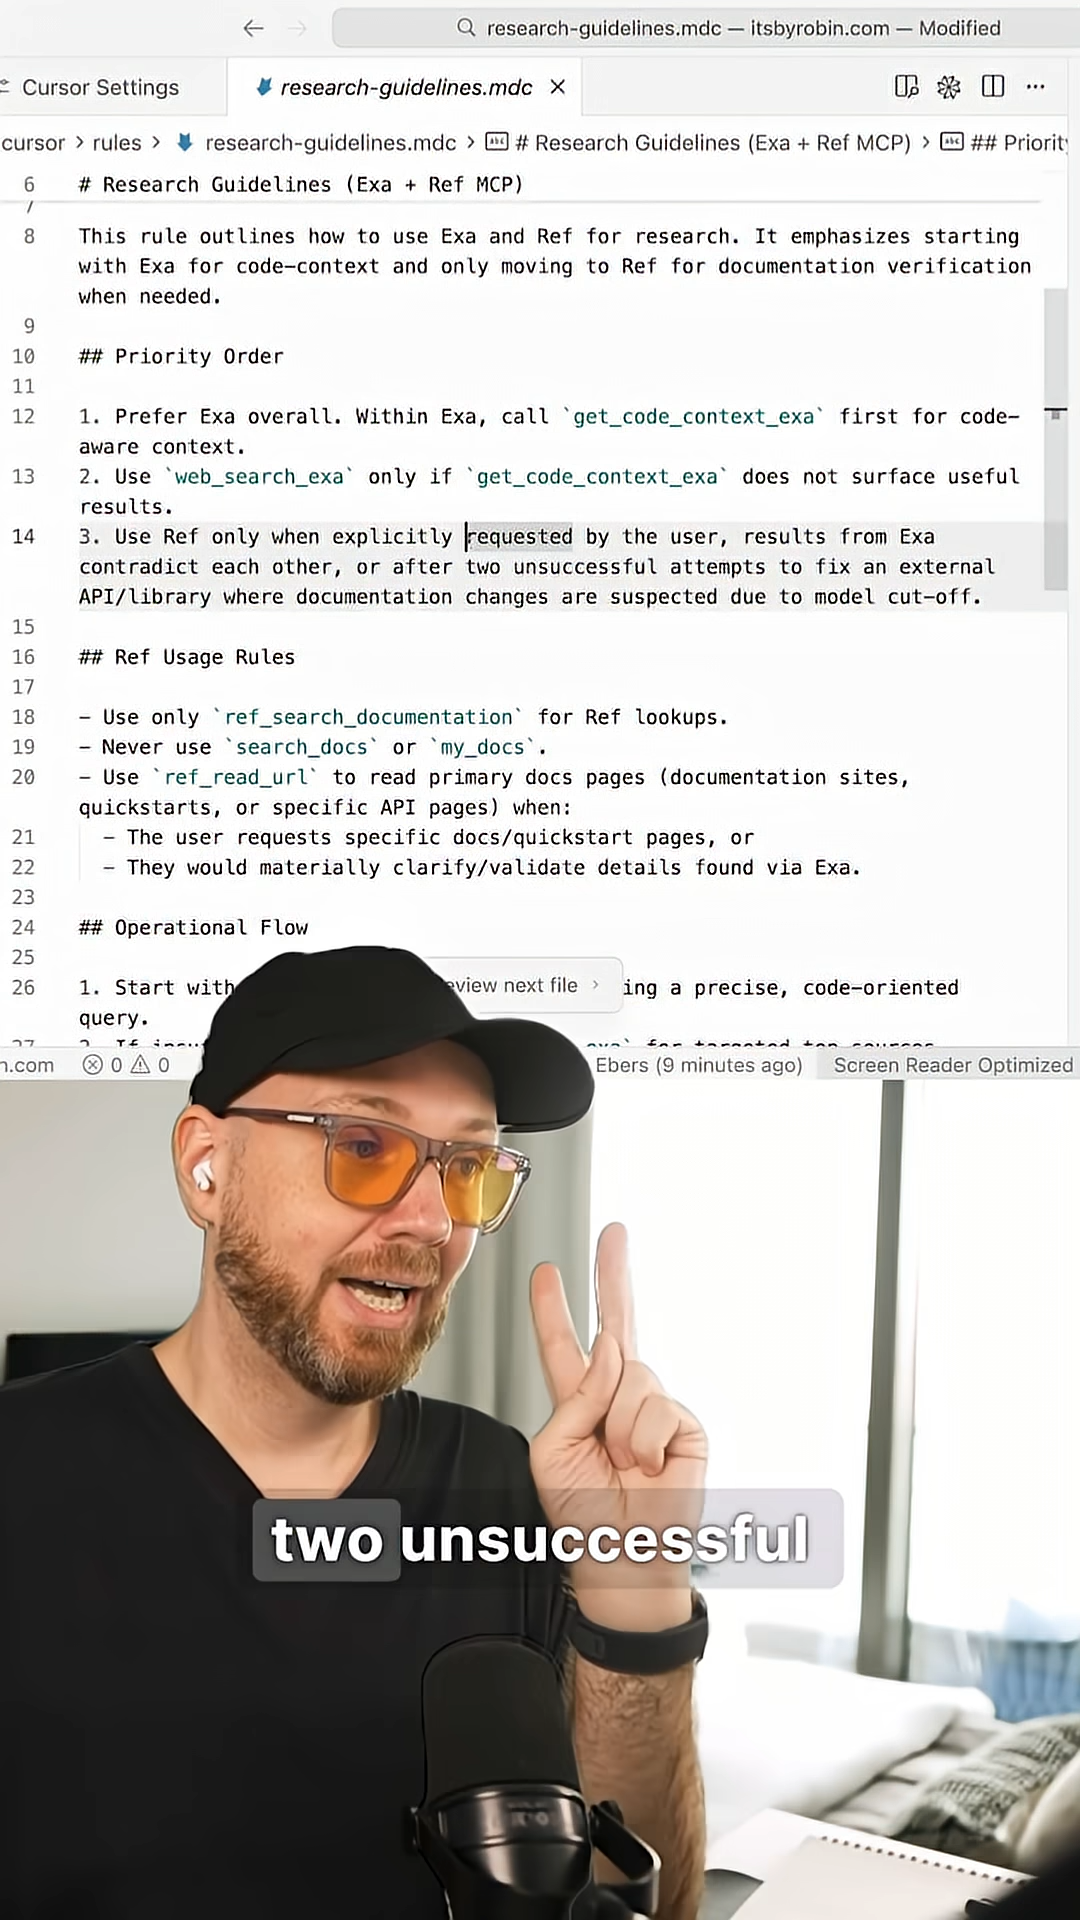 research-guidelines.mdc — itsbyrobin.com — Modified
Cursor Settings
research-guidelines.mdc
cursor > rules > research-guidelines.mdc > # Research Guidelines (Exa + Ref MCP) > ## Priority
6 # Research Guidelines (Exa + Ref MCP)
7
8 This rule outlines how to use Exa and Ref for research. It emphasizes starting
with Exa for code-context and only moving to Ref for documentation verification
when needed.
9
10 ## Priority Order
11
12 1. Prefer Exa overall. Within Exa, call `get_code_context_exa` first for code-
aware context.
13 2. Use `web_search_exa` only if `get_code_context_exa` does not surface useful
results.
14 3. Use Ref only when explicitly requested by the user, results from Exa
contradict each other, or after two unsuccessful attempts to fix an external
API/library where documentation changes are suspected due to model cut-off.
15
16 ## Ref Usage Rules
17
18 – Use only `ref_search_documentation` for Ref lookups.
19 – Never use `search_docs` or `my_docs`.
20 – Use `ref_read_url` to read primary docs pages (documentation sites,
quickstarts, or specific API pages) when:
21 – The user requests specific docs/quickstart pages, or
22 – They would materially clarify/validate details found via Exa.
23
24 ## Operational Flow
25
26 1. Start with ing a precise, code-oriented
eview next file >
query.
n.com 0 0 Ebers (9 minutes ago) Screen Reader Optimized
two unsuccessful